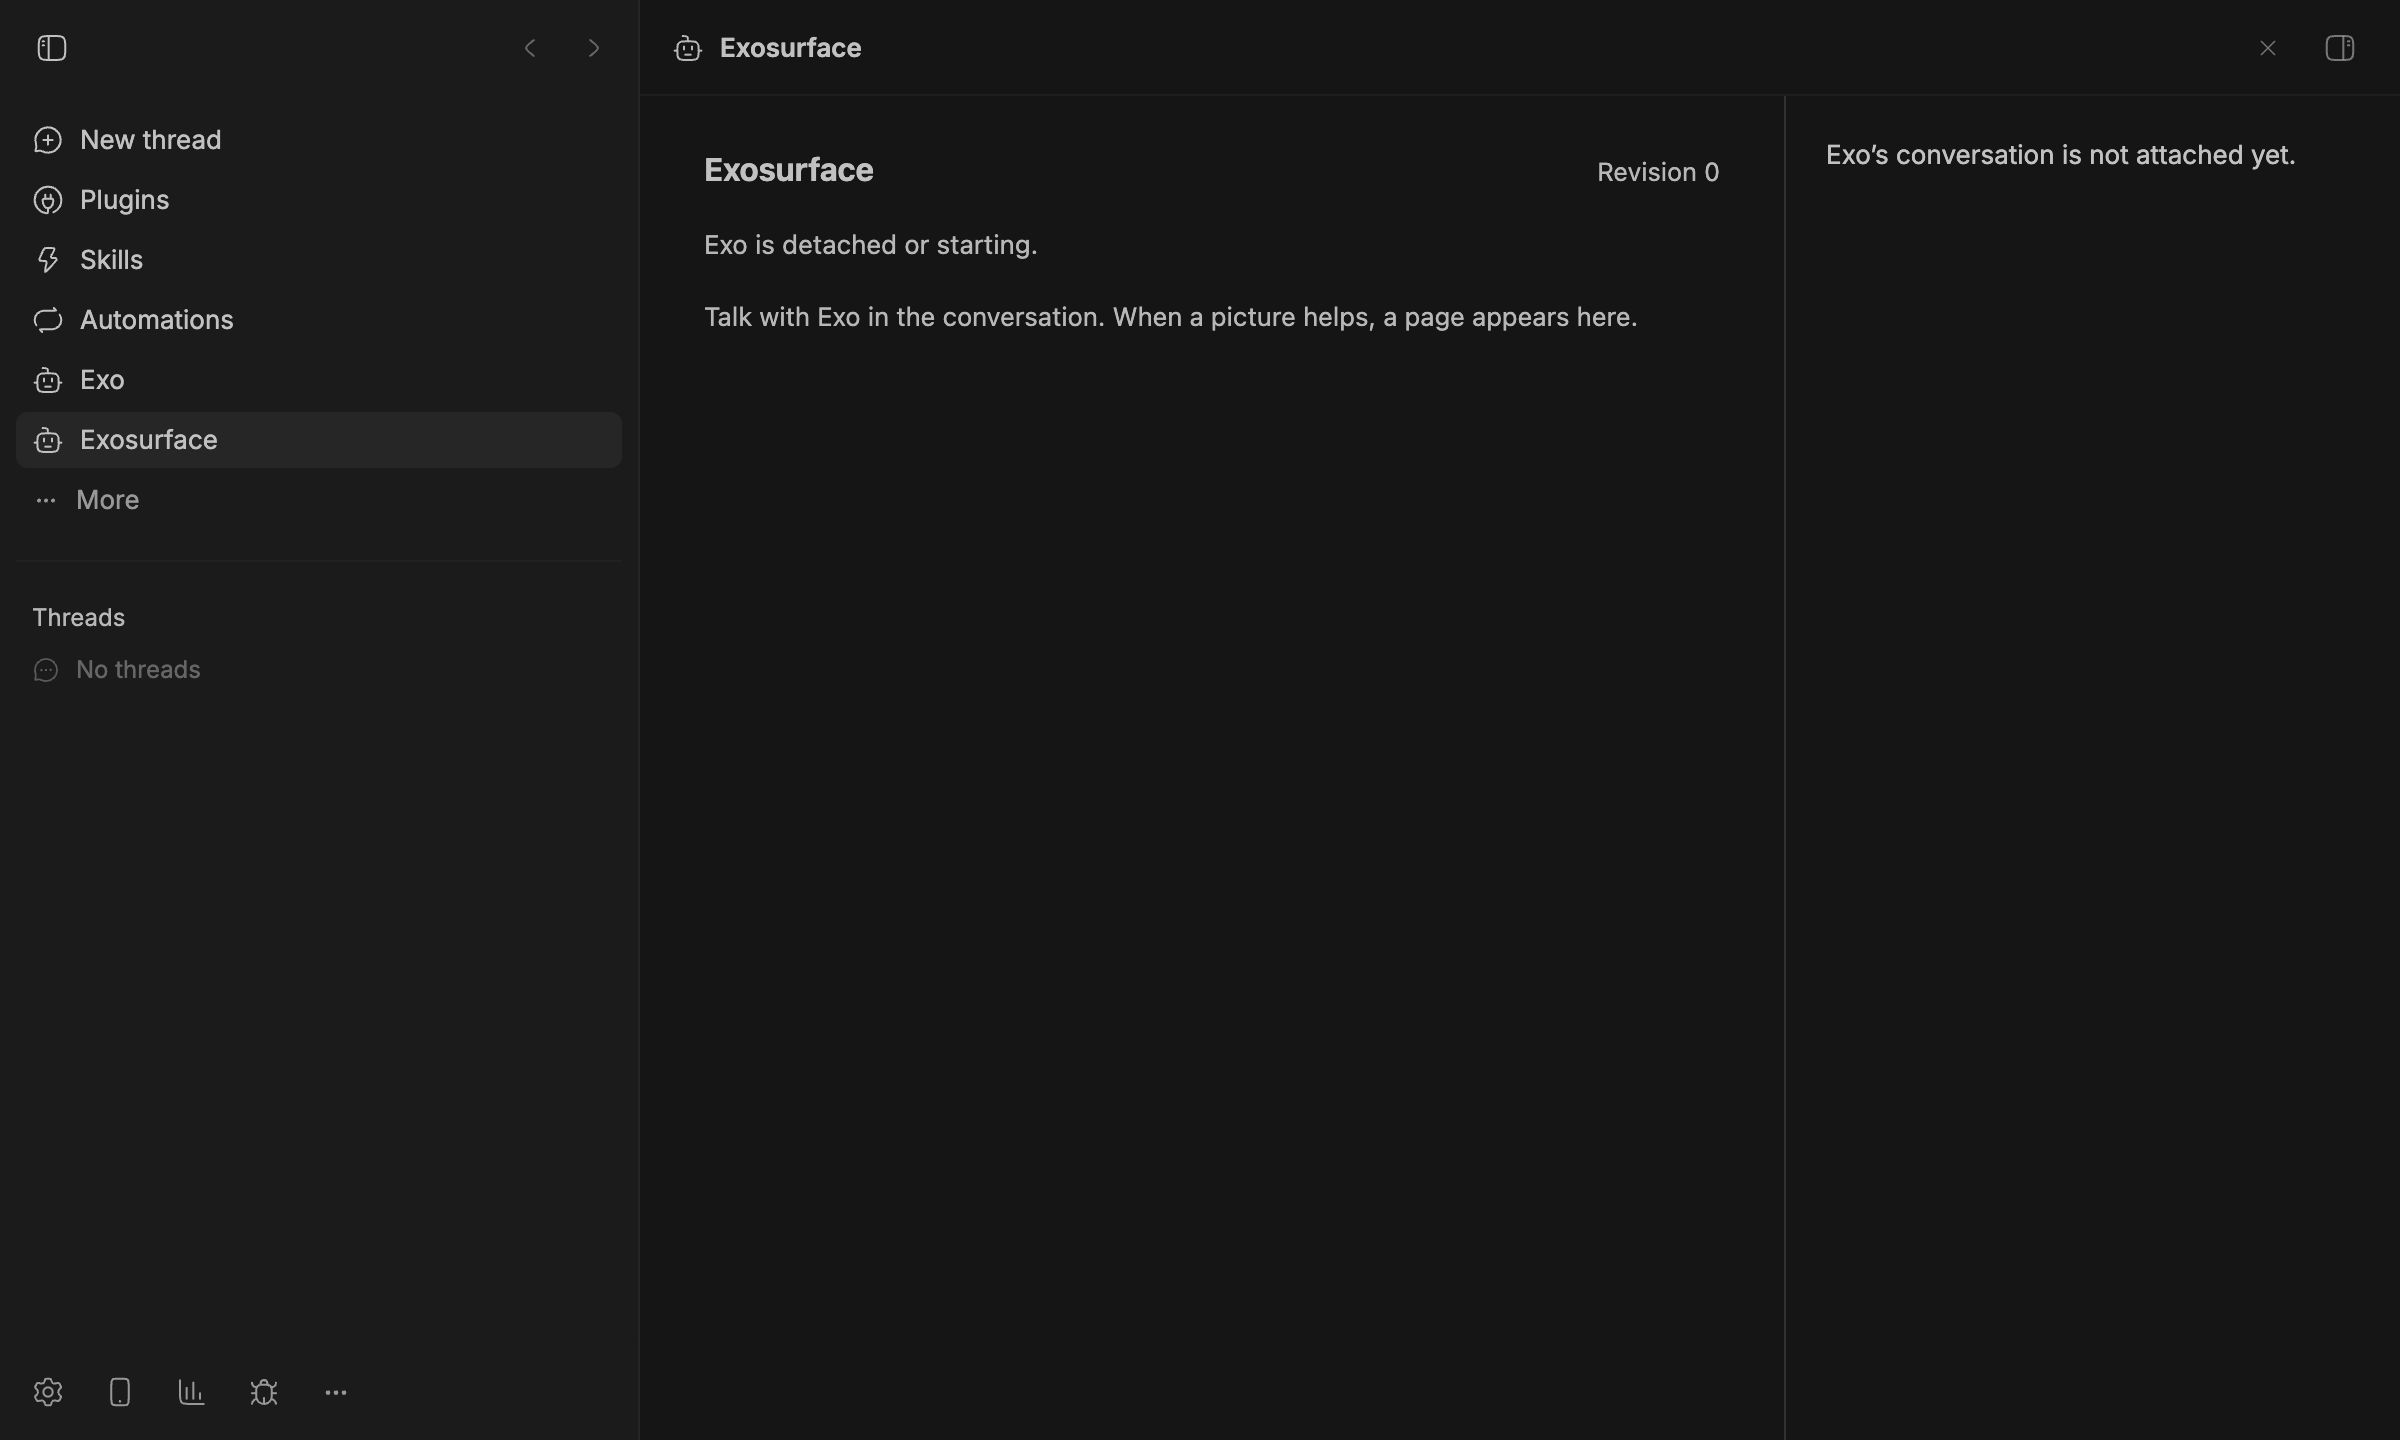 New thread
Plugins
Skills
Automations
Exo
Exosurface
More
Threads
No threads
Exosurface
Exosurface
Revision 0
Exo is detached or starting.
Talk with Exo in the conversation. When a picture helps, a page appears here.
Exo’s conversation is not attached yet.